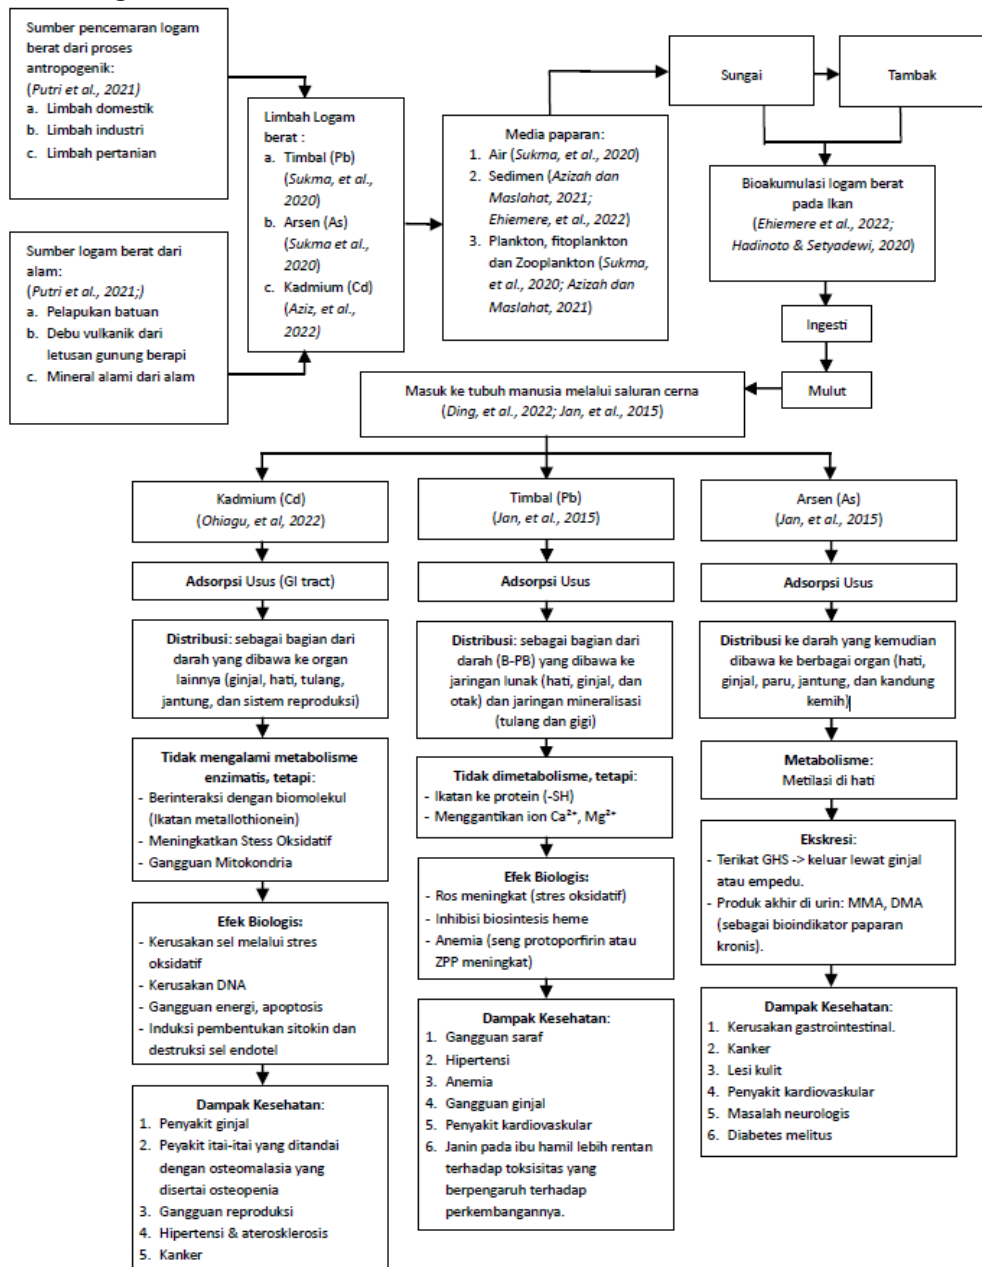 Sumber pencemaran logam
berat dari proses
antropogenik:
(Putri et al., 2021)
a. Limbah domestik
b. Limbah industri
c. Limbah pertanian
Sumber logam berat dari
alam:
(Putri et al., 2021;)
a. Pelapukan batuan
b. Debu vulkanik dari
letusan gunung berapi
c. Mineral alami dari alam
Limbah Logam
berat :
a. Timbal (Pb)
(Sukma, et al.,
2020)
b. Arsen (As)
(Sukma et al.,
2020)
c. Kadmium (Cd)
(Aziz, et al.,
2022)
Media paparan:
1. Air (Sukma, et al., 2020)
2. Sedimen (Azizah dan
Maslahat, 2021;
Ehiemere, et al., 2022)
3. Plankton, fitoplankton
dan Zooplankton (Sukma,
et al., 2020; Azizah dan
Maslahat, 2021)
Sungai
Tambak
Bioakumulasi logam berat
pada Ikan
(Ehiemere et al., 2022;
Hadinoto & Setyadewi, 2020)
Ingesti
Mulut
Masuk ke tubuh manusia melalui saluran cerna
(Ding, et al., 2022; Jan, et al., 2015)
Kadmium (Cd)
(Ohiagu, et al, 2022)
Adsorpsi Usus (GI tract)
Distribusi: sebagai bagian dari
darah yang dibawa ke organ
lainnya (ginjal, hati, tulang,
jantung, dan sistem reproduksi)
Tidak mengalami metabolisme
enzimatis, tetapi:
- Berinteraksi dengan biomolekul
(Ikatan metallothionein)
- Meningkatkan Stess Oksidatif
- Gangguan Mitokondria
Efek Biologis:
- Kerusakan sel melalui stres
oksidatif
- Kerusakan DNA
- Gangguan energi, apoptosis
- Induksi pembentukan sitokin dan
destruksi sel endotel
Dampak Kesehatan:
1. Penyakit ginjal
2. Peyakit itai-itai yang ditandai
dengan osteomalasia yang
disertai osteopenia
3. Gangguan reproduksi
4. Hipertensi & aterosklerosis
5. Kanker
Timbal (Pb)
(Jan, et al., 2015)
Adsorpsi Usus
Distribusi: sebagai bagian dari
darah (B-PB) yang dibawa ke
jaringan lunak (hati, ginjal, dan
otak) dan jaringan mineralisasi
(tulang dan gigi)
Tidak dimetabolisme, tetapi:
- Ikatan ke protein (-SH)
- Menggantikan ion Ca²⁺, Mg²⁺
Efek Biologis:
- Ros meningkat (stres oksidatif)
- Inhibisi biosintesis heme
- Anemia (seng protoporfirin atau
ZPP meningkat)
Dampak Kesehatan:
1. Gangguan saraf
2. Hipertensi
3. Anemia
4. Gangguan ginjal
5. Penyakit kardiovaskular
6. Janin pada ibu hamil lebih rentan
terhadap toksisitas yang
berpengaruh terhadap
perkembangannya.
Arsen (As)
(Jan, et al., 2015)
Adsorpsi Usus
Distribusi ke darah yang kemudian
dibawa ke berbagai organ (hati,
ginjal, paru, jantung, dan kandung
kemih)
Metabolisme:
Metilasi di hati
Ekskresi:
- Terikat GHS -> keluar lewat ginjal
atau empedu.
- Produk akhir di urin: MMA, DMA
(sebagai bioindikator paparan
kronis).
Dampak Kesehatan:
1. Kerusakan gastrointestinal.
2. Kanker
3. Lesi kulit
4. Penyakit kardiovaskular
5. Masalah neurologis
6. Diabetes melitus